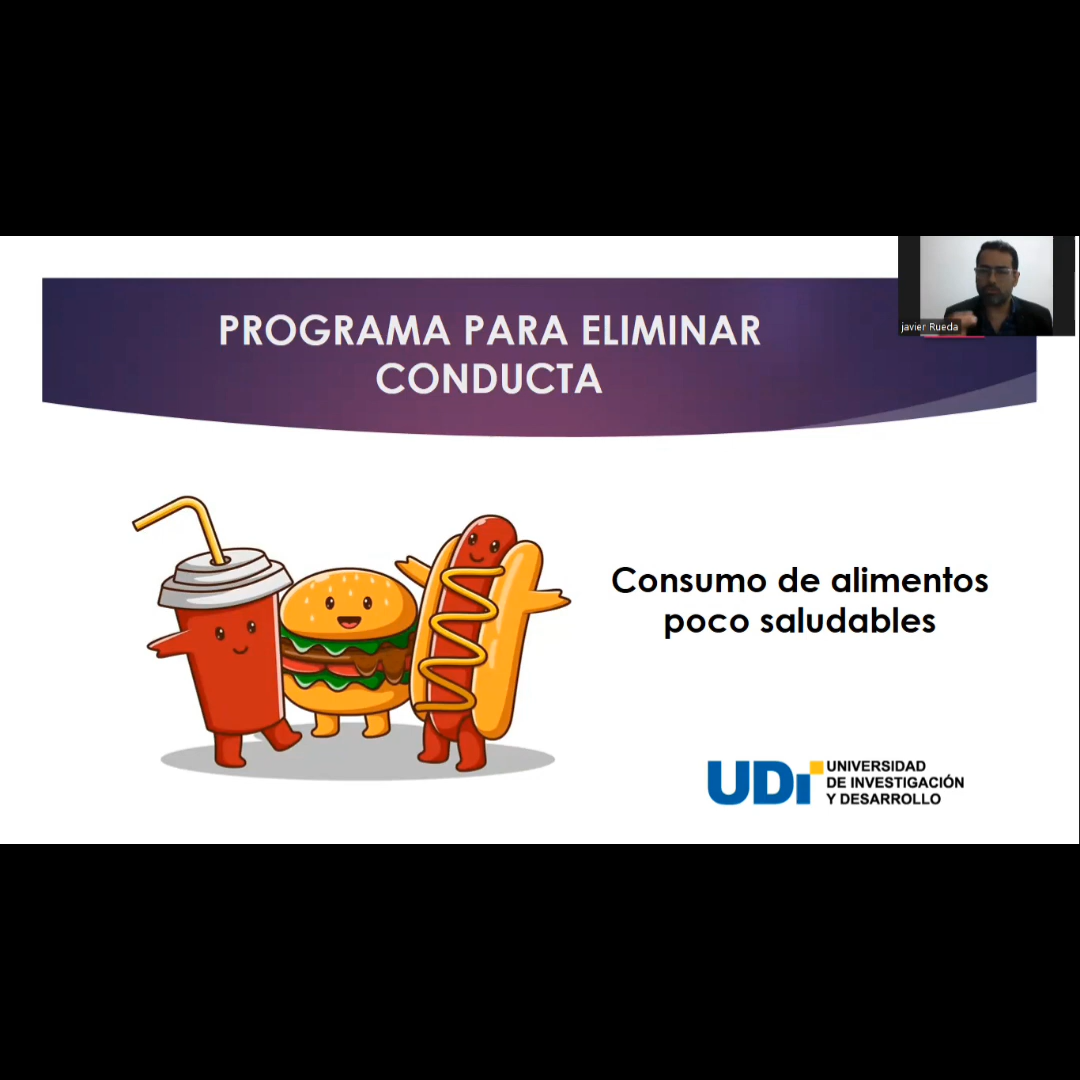 PROGRAMA PARA ELIMINAR
CONDUCTA
javier Rueda
Consumo de alimentos
poco saludables
UDi UNIVERSIDAD
DE INVESTIGACIÓN
Y DESARROLLO